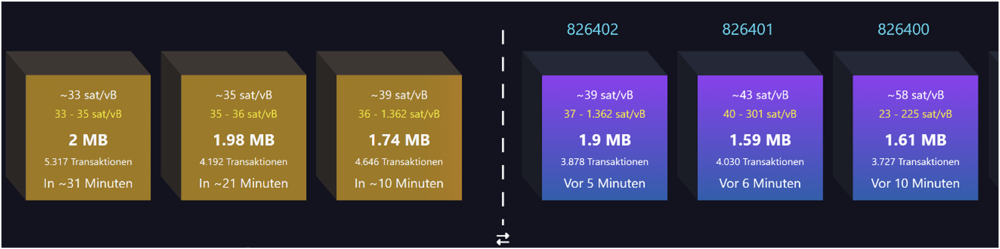 ~33 sat/vB
33 - 35 sat/vB
2 MB
5.317 Transaktionen
In ~31 Minuten
~35 sat/vB
35 - 36 sat/vB
1.98 MB
4.192 Transaktionen
In ~21 Minuten
~39 sat/vB
36 - 1.362 sat/vB
1.74 MB
4.646 Transaktionen
In ~10 Minuten
826402
~39 sat/vB
37 - 1.362 sat/vB
1.9 MB
3.878 Transaktionen
Vor 5 Minuten
826401
~43 sat/vB
40 - 301 sat/vB
1.59 MB
4.030 Transaktionen
Vor 6 Minuten
826400
~58 sat/vB
23 - 225 sat/vB
1.61 MB
3.727 Transaktionen
Vor 10 Minuten